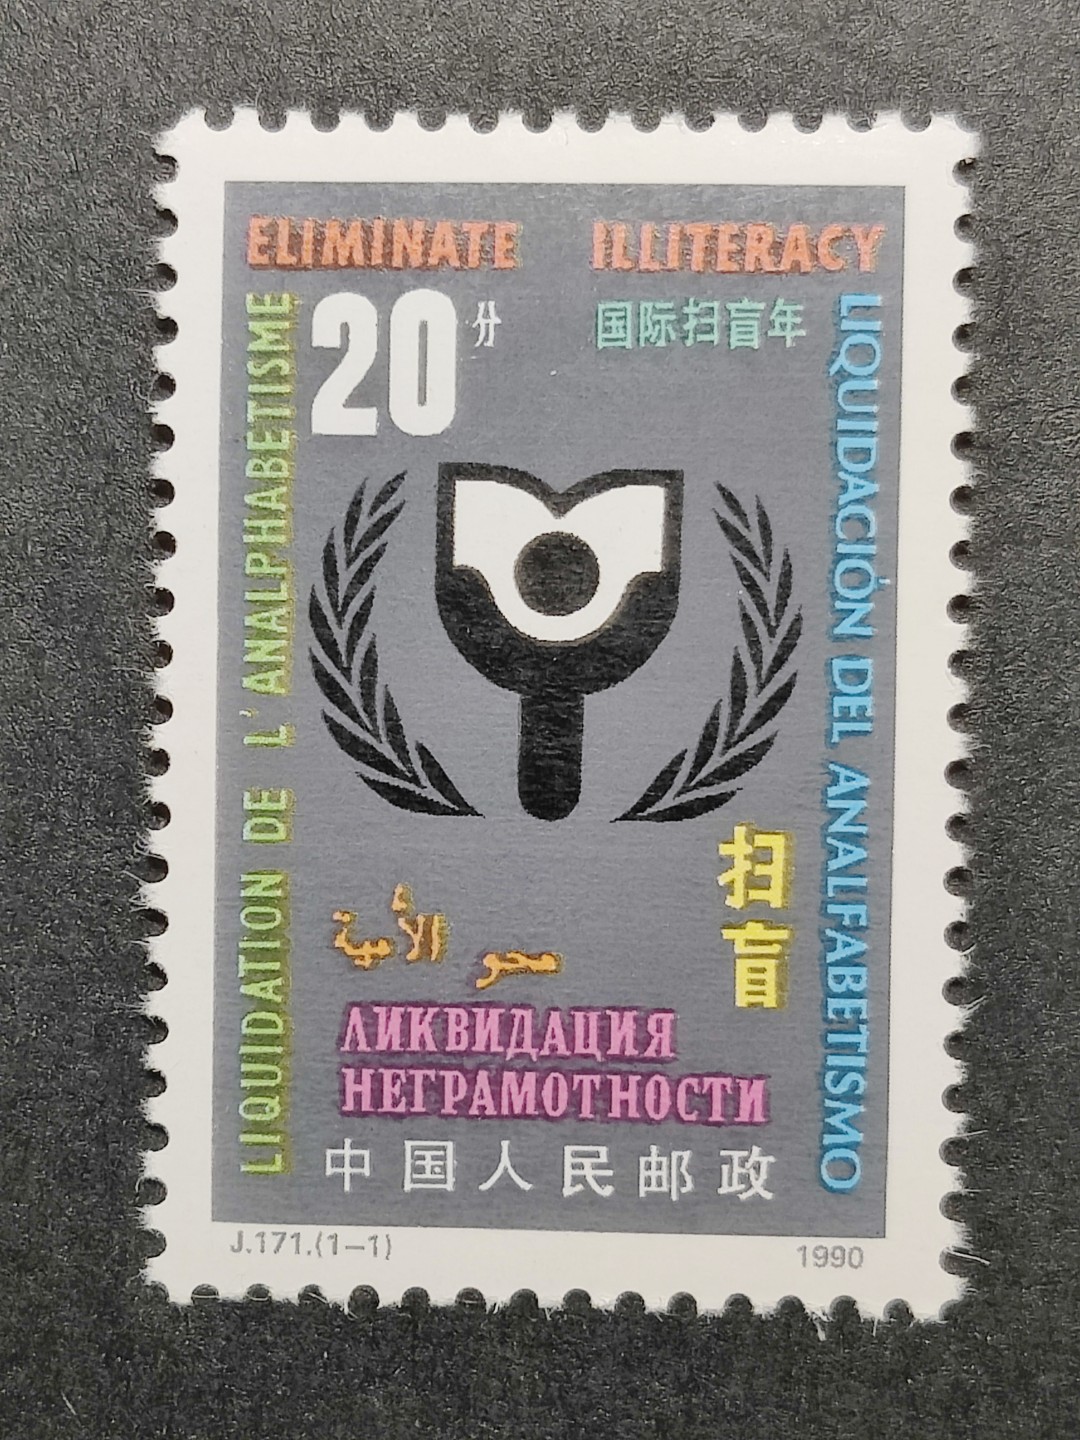 ELIMINATE ILLITERACY
20分
国际扫盲年
LIQUIDATION DE L'ANALPHABETISME
LIQUIDACIÓN DEL ANALFABETISMO
扫盲
محو الأمية
ЛИКВИДАЦИЯ
НЕГРАМОТНОСТИ
中国人民邮政
J.171.(1-1)
1990